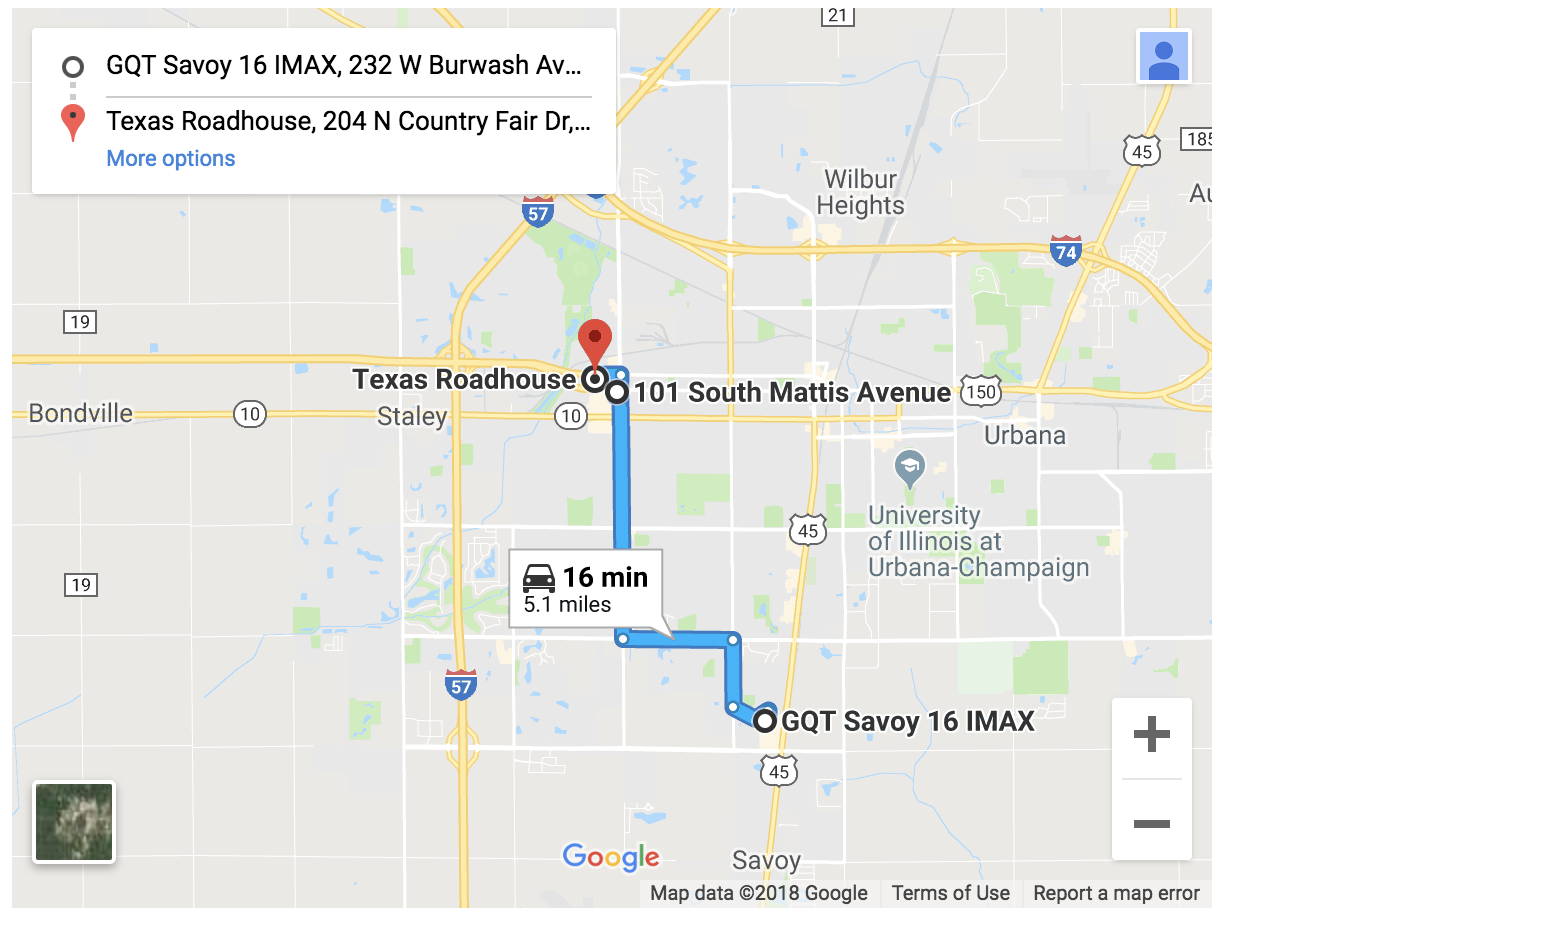 21
GQT Savoy 16 IMAX, 232 W Burwash Av...
Texas Roadhouse, 204 N Country Fair Dr,...
More options
45
185
Wilbur
Heights
Au
57
74
19
Texas Roadhouse
101 South Mattis Avenue
150
Bondville
10
Staley
10
Urbana
University
of Illinois at
Urbana-Champaign
45
16 min
5.1 miles
19
57
GQT Savoy 16 IMAX
45
Google
Savoy
Map data ©2018 Google
Terms of Use
Report a map error